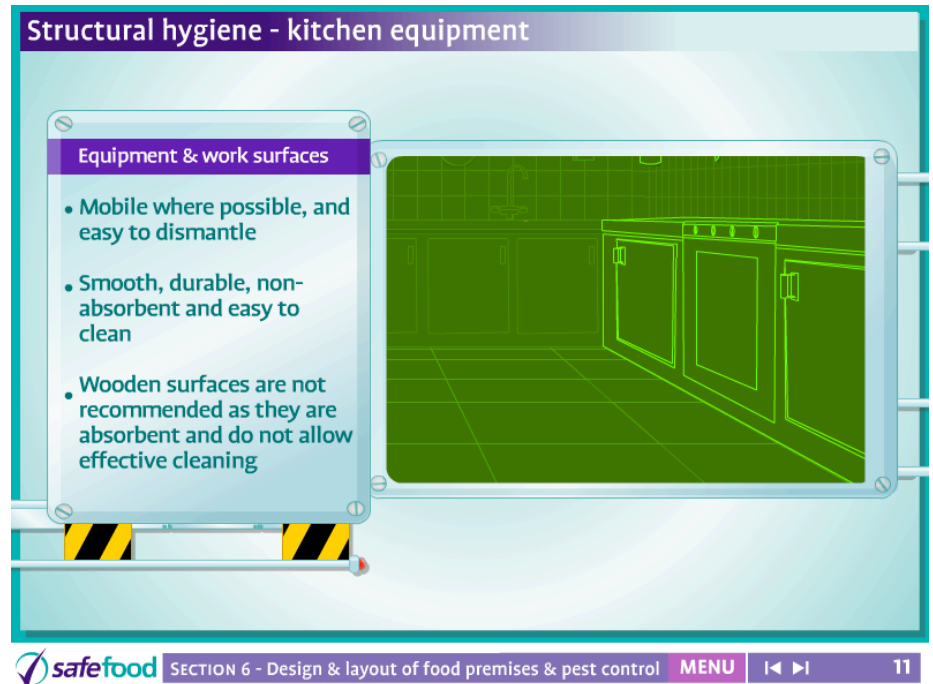 Structural hygiene - kitchen equipment
Equipment & work surfaces
• Mobile where possible, and
easy to dismantle
• Smooth, durable, non-
absorbent and easy to
clean
• Wooden surfaces are not
recommended as they are
absorbent and do not allow
effective cleaning
safefood SECTION 6 - Design & layout of food premises & pest control MENU 11